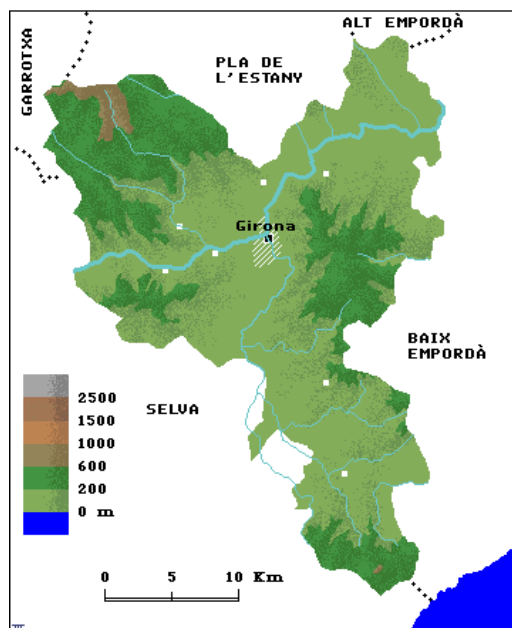 ALT EMPORDÀ
GARROTXA
PLA DE
L'ESTANY
Girona
BAIX
EMPORDÀ
SELVA
2500
1500
1000
600
200
0 m
0 5 10 Km